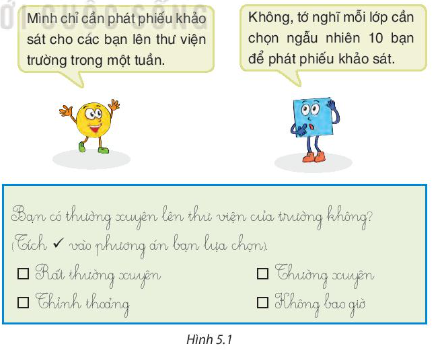 ỚI CUỘC SỐNG
Mình chỉ cần phát phiếu khảo
sát cho các bạn lên thư viện
trường trong một tuần.
Không, tớ nghĩ mỗi lớp cần
chọn ngẫu nhiên 10 bạn
để phát phiếu khảo sát.
Bạn có thường xuyên lên thư viện của trường không?
(Tích ✓ vào phương án bạn lựa chọn).
☐ Rất thường xuyên
☐ Thường xuyên
☐ Thỉnh thoảng
☐ Không bao giờ
Hình 5.1